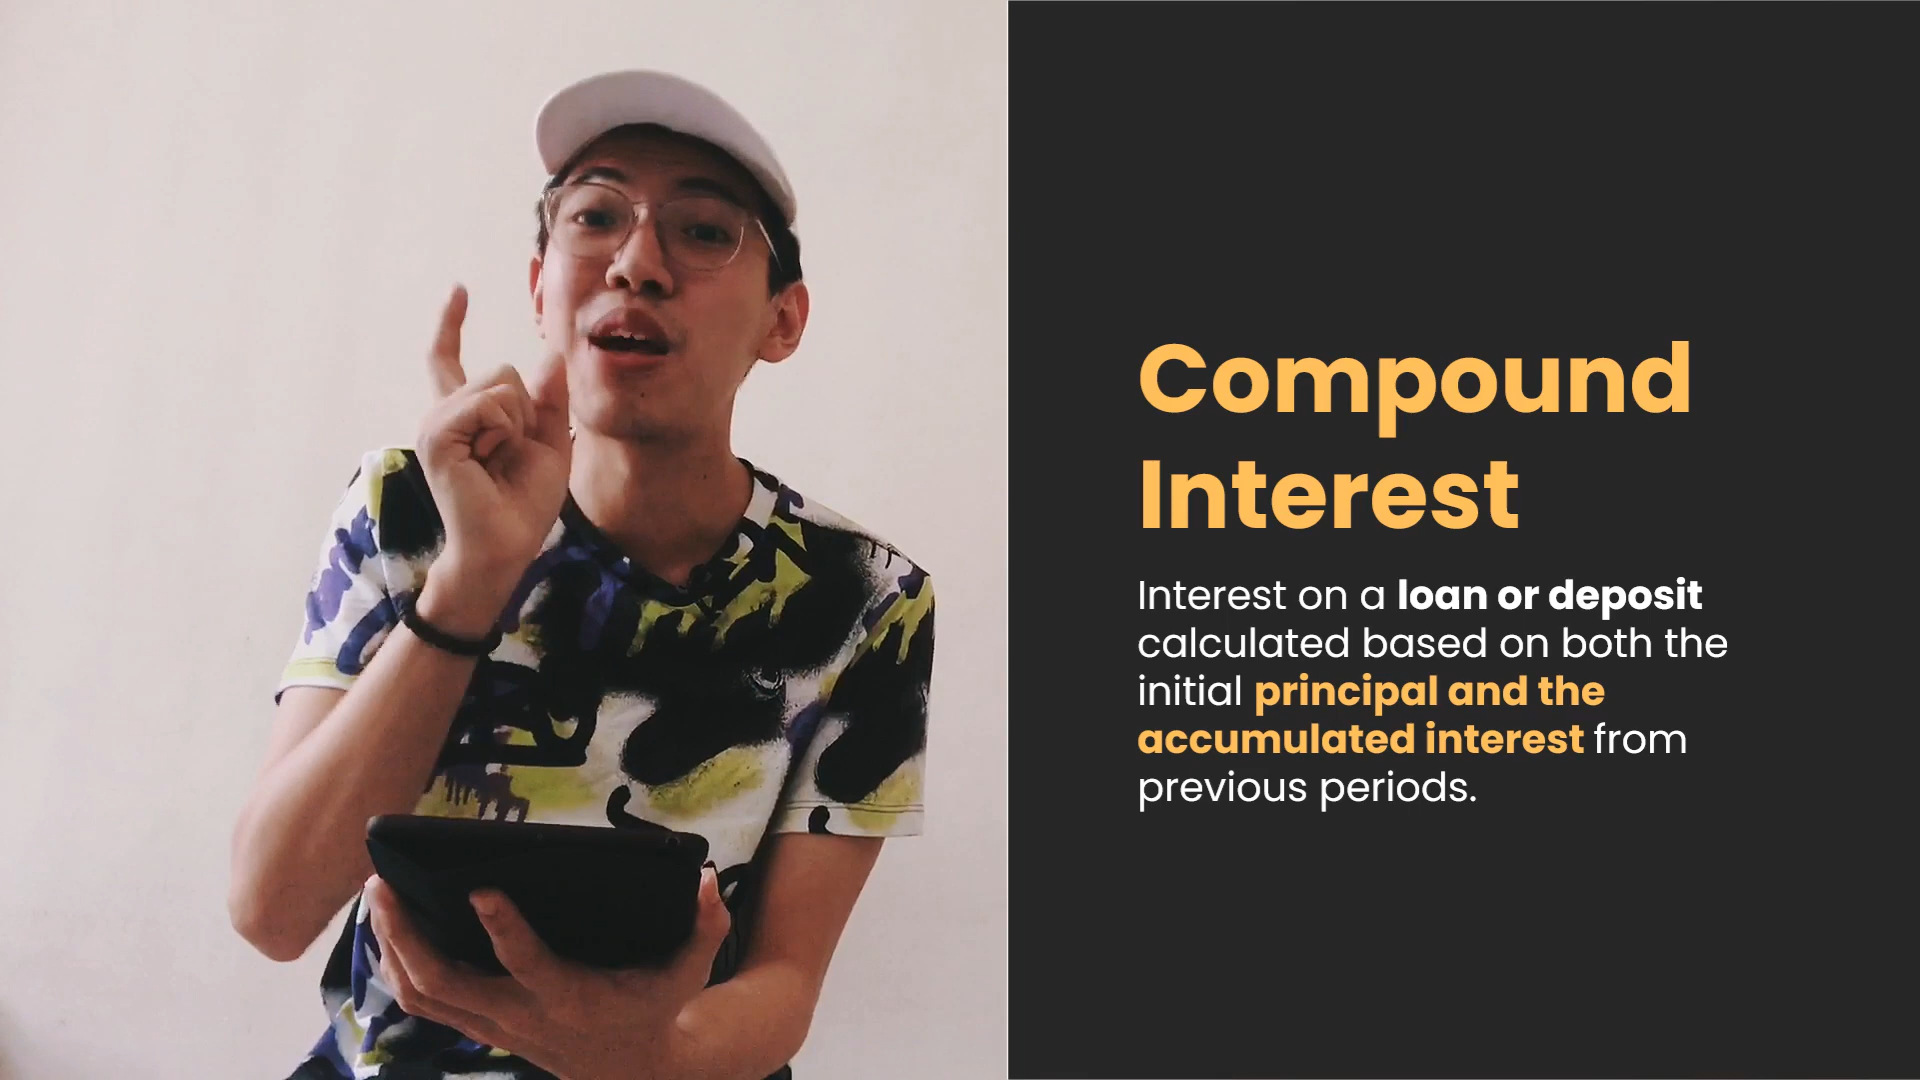 Compound
Interest
Interest on a loan or deposit
calculated based on both the
initial principal and the
accumulated interest from
previous periods.